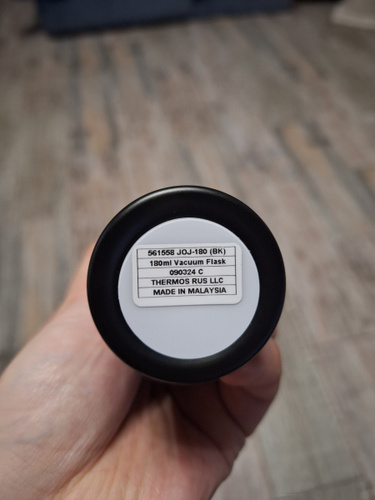 561558 JOJ-180 (BK)
180ml Vacuum Flask
090324 C
THERMOS RUS LLC
MADE IN MALAYSIA